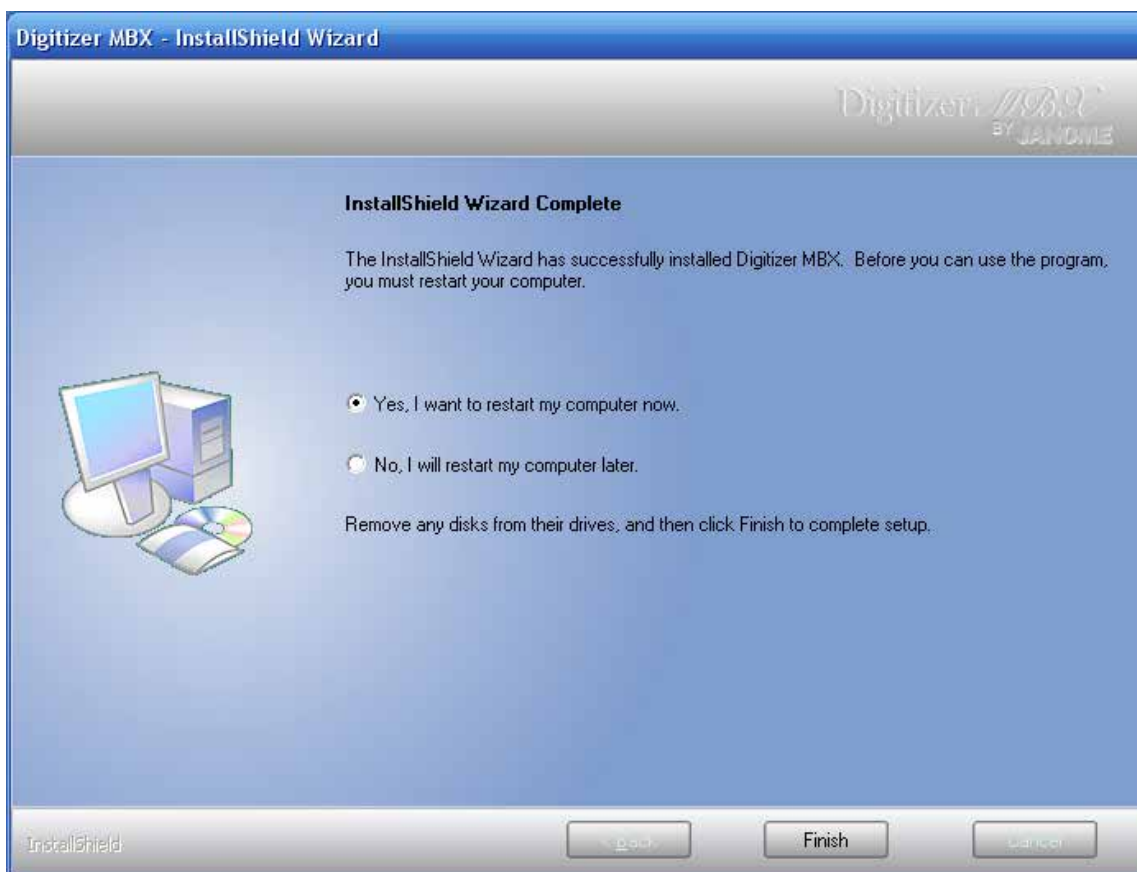 Digitizer MBX - InstallShield Wizard
Digitizer MBX
BY JANOME
InstallShield Wizard Complete
The InstallShield Wizard has successfully installed Digitizer MBX.  Before you can use the program,
you must restart your computer.
Yes, I want to restart my computer now.
No, I will restart my computer later.
Remove any disks from their drives, and then click Finish to complete setup.
InstallShield
< Back
Finish
Cancel